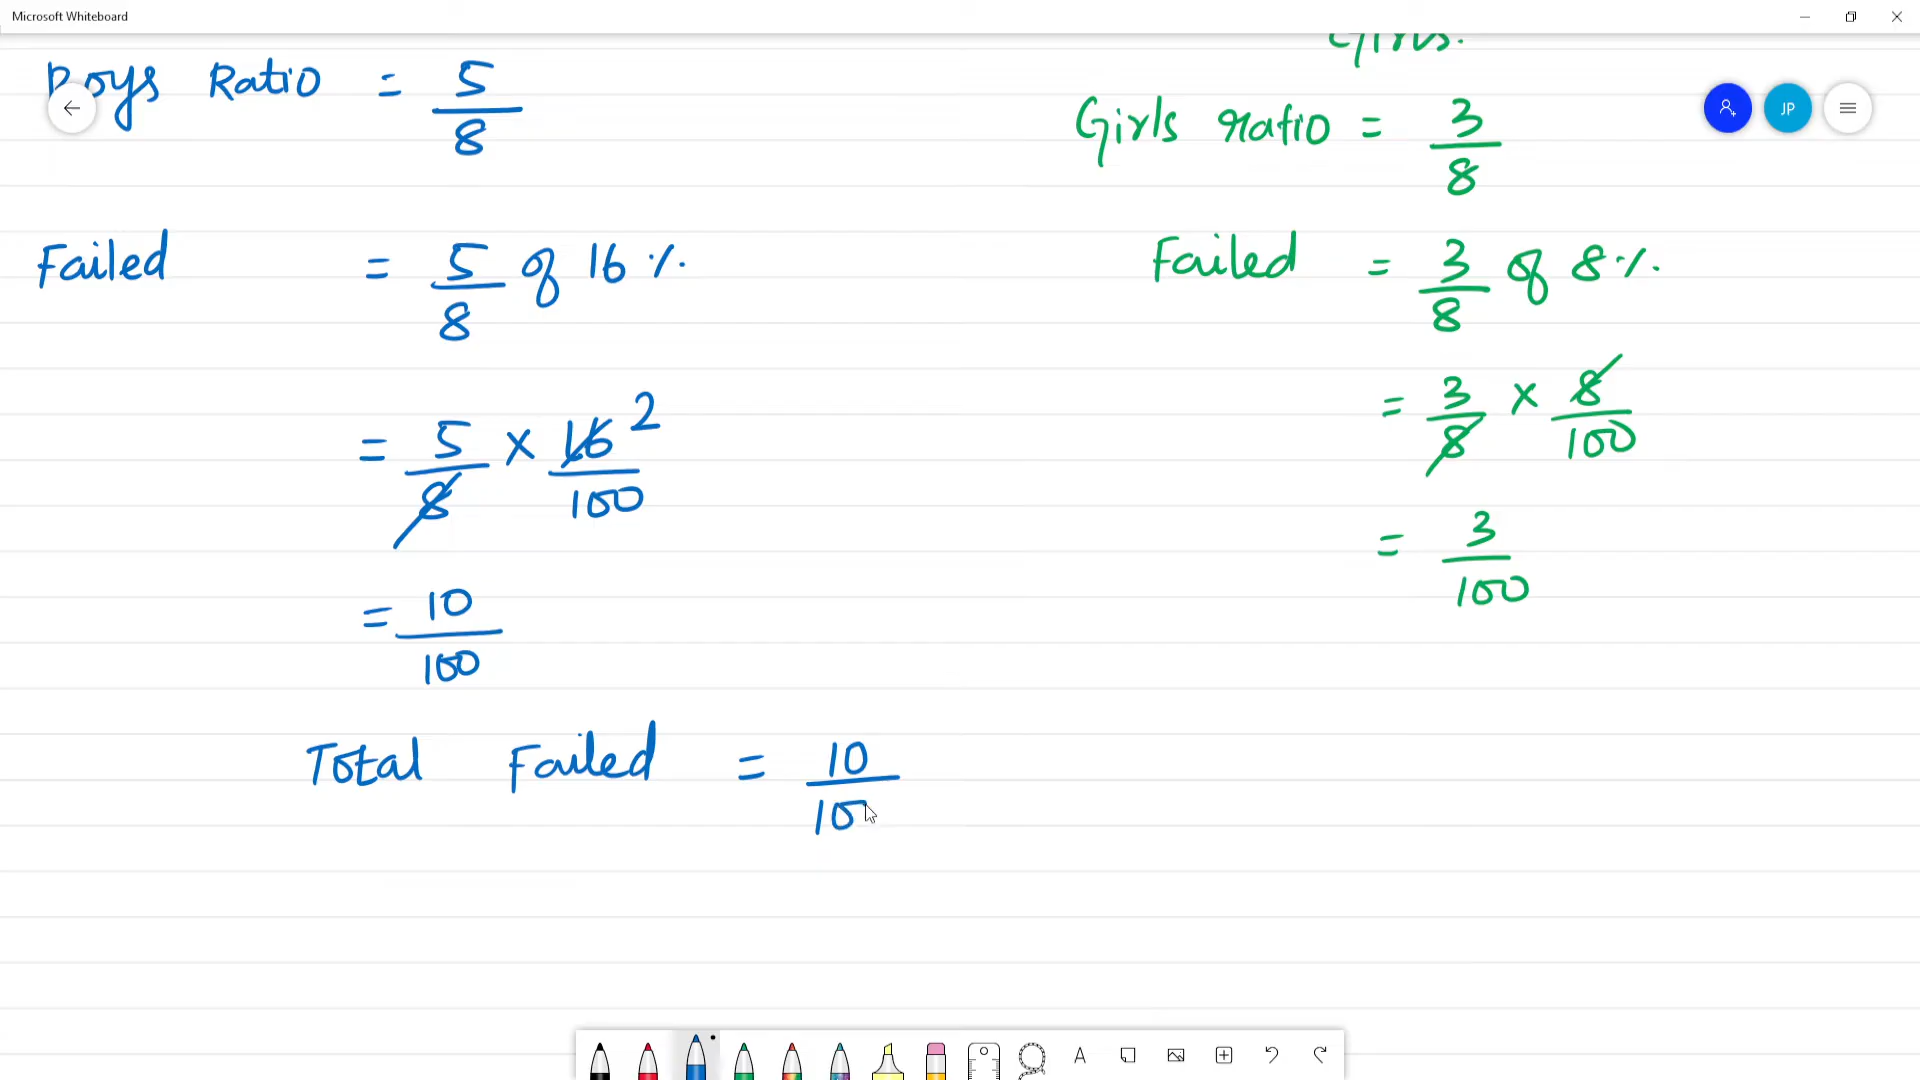 Microsoft Whiteboard
Boys Ratio = 5/8
Failed = 5/8 of 16 %
= 5/8 x 16/100 2
= 10/100
Girls.
Girls ratio = 3/8
Failed = 3/8 of 8 %.
= 3/8 x 8/100
= 3/100
Total Failed = 10/10
JP
A